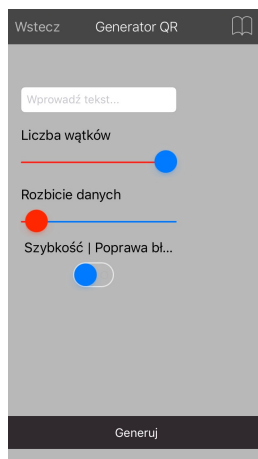 Wstecz Generator QR
Wprowadź tekst...
Liczba wątków
Rozbicie danych
Szybkość | Poprawa bł...
Generuj